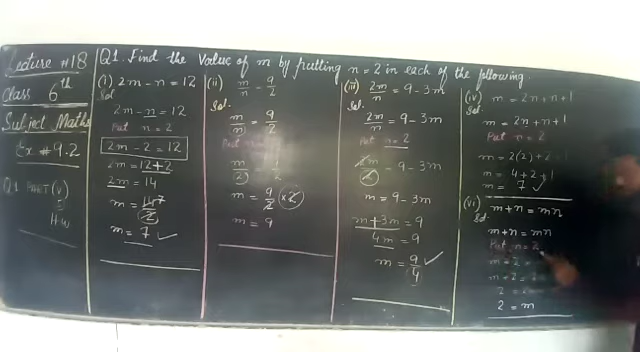 Lecture #18
Class 6th
Subject Maths
Ex # 9.2
Q1 PART (v)
H.W
Q1. Find the value of m by putting n = 2 in each of the following.
(i) 2m - n = 12
Sol
2m - n = 12
Put n = 2
2m - 2 = 12
2m = 12 + 2
2m = 14
m = 14 7 / 2
m = 7 ✓
(ii) m/n = 9/2
Sol.
m/n = 9/2
m/2 =
m = 9/2 × 2
m = 9
(iii) 2m/n = 9 - 3m
Sol.
2m/n = 9 - 3m
Put n = 2
2m/2 = 9 - 3m
m = 9 - 3m
m + 3m = 9
4m = 9
m = 9/4 ✓
(iv) m = 2n + n + 1
Sol.
m = 2n + n + 1
Put n = 2
m = 2(2) + 2
m = 4 + 2 + 1
m = 7 ✓
(vi) m + n = mn
Sol.
m + n = mn
Put n = 2
m + 2 =
2 = m